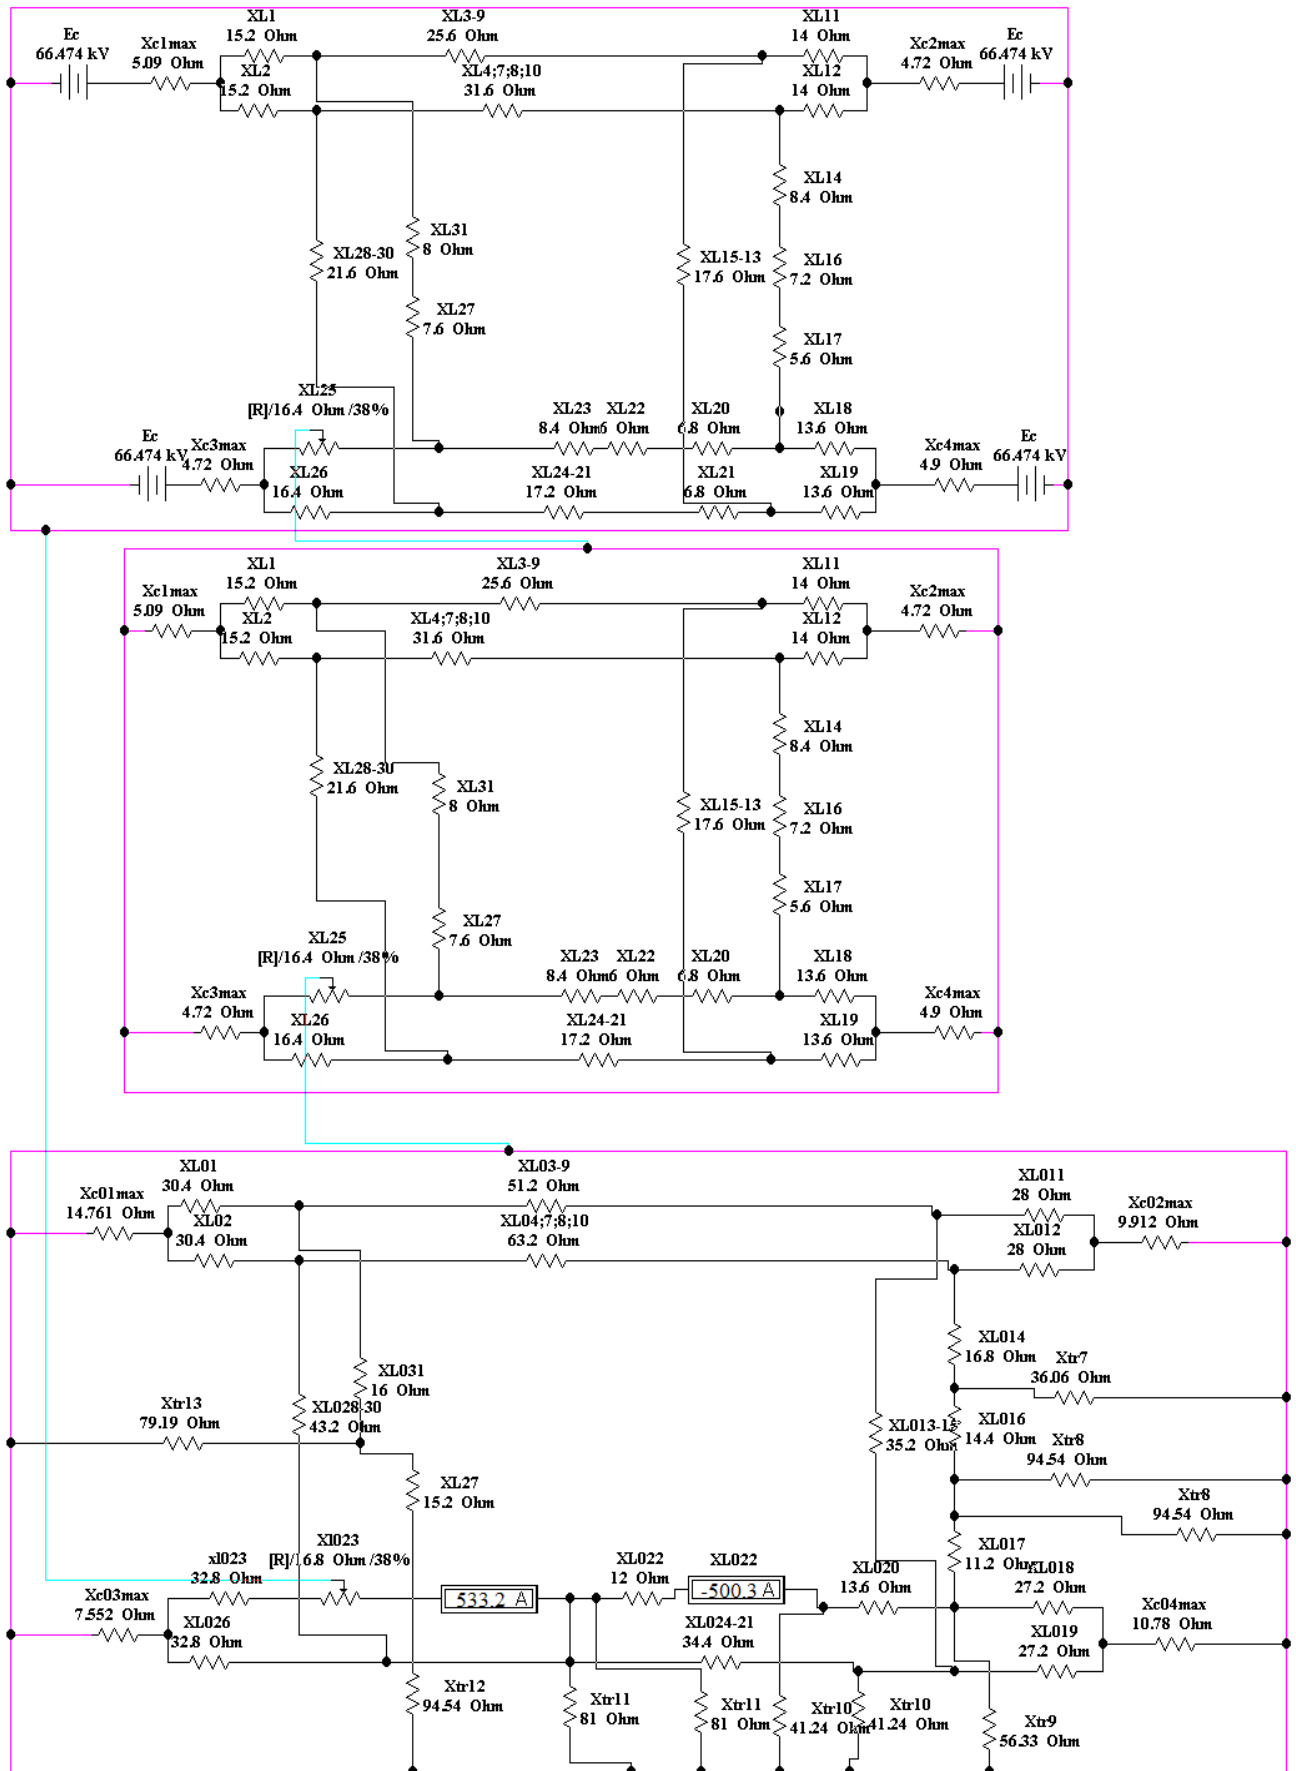 XL1
15.2 Ohm
XL3-9
25.6 Ohm
XL11
14 Ohm
Ec
66.474 kV
Xc1max
5.09 Ohm
XL2
15.2 Ohm
XL4;7;8;10
31.6 Ohm
XL12
14 Ohm
Xc2max
4.72 Ohm
Ec
66.474 kV
XL14
8.4 Ohm
XL31
8 Ohm
XL28-30
21.6 Ohm
XL15-13
17.6 Ohm
XL16
7.2 Ohm
XL27
7.6 Ohm
XL17
5.6 Ohm
XL25
[R]/16.4 Ohm /38%
XL23
8.4 Ohm
XL22
6 Ohm
XL20
6.8 Ohm
XL18
13.6 Ohm
Ec
66.474 kV
Xc3max
4.72 Ohm
XL26
16.4 Ohm
XL24-21
17.2 Ohm
XL21
6.8 Ohm
XL19
13.6 Ohm
Xc4max
4.9 Ohm
Ec
66.474 kV
XL1
15.2 Ohm
XL3-9
25.6 Ohm
XL11
14 Ohm
Xc1max
5.09 Ohm
XL2
15.2 Ohm
XL4;7;8;10
31.6 Ohm
XL12
14 Ohm
Xc2max
4.72 Ohm
XL14
8.4 Ohm
XL28-30
21.6 Ohm
XL31
8 Ohm
XL15-13
17.6 Ohm
XL16
7.2 Ohm
XL17
5.6 Ohm
XL27
7.6 Ohm
XL25
[R]/16.4 Ohm /38%
XL23
8.4 Ohm
XL22
6 Ohm
XL20
6.8 Ohm
XL18
13.6 Ohm
Xc3max
4.72 Ohm
XL26
16.4 Ohm
XL24-21
17.2 Ohm
XL19
13.6 Ohm
Xc4max
4.9 Ohm
XL01
30.4 Ohm
XL03-9
51.2 Ohm
XL011
28 Ohm
Xc01max
14.761 Ohm
XL02
30.4 Ohm
XL04;7;8;10
63.2 Ohm
XL012
28 Ohm
Xc02max
9.912 Ohm
XL014
16.8 Ohm
Xtr7
36.06 Ohm
XL031
16 Ohm
Xtr13
79.19 Ohm
XL028-30
43.2 Ohm
XL013-15
35.2 Ohm
XL016
14.4 Ohm
Xtr8
94.54 Ohm
XL27
15.2 Ohm
Xtr8
94.54 Ohm
XL017
11.2 Ohm
xl023
32.8 Ohm
Xl023
[R]/16.8 Ohm /38%
533.2 A
XL022
12 Ohm
XL022
-500.3 A
XL020
13.6 Ohm
XL018
27.2 Ohm
Xc03max
7.552 Ohm
XL026
32.8 Ohm
XL024-21
34.4 Ohm
XL019
27.2 Ohm
Xc04max
10.78 Ohm
Xtr12
94.54 Ohm
Xtr11
81 Ohm
Xtr11
81 Ohm
Xtr10
41.24 Ohm
Xtr10
41.24 Ohm
Xtr9
56.33 Ohm